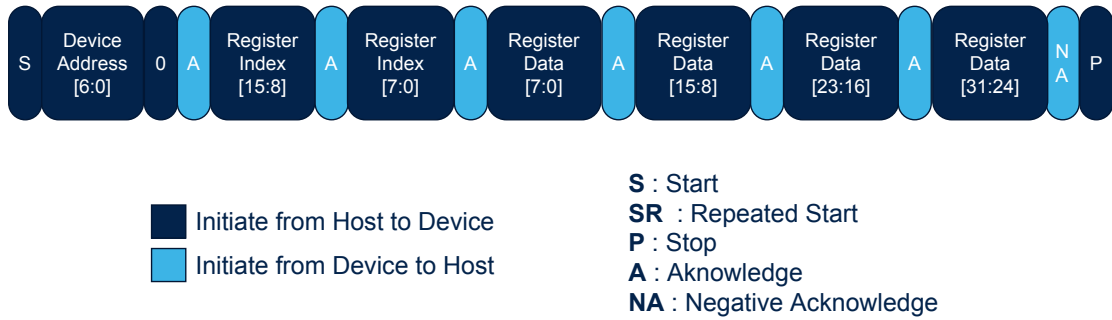 S
Device
Address
[6:0]
0
A
Register
Index
[15:8]
A
Register
Index
[7:0]
A
Register
Data
[7:0]
A
Register
Data
[15:8]
A
Register
Data
[23:16]
A
Register
Data
[31:24]
N
A
P
Initiate from Host to Device
Initiate from Device to Host
S : Start
SR : Repeated Start
P : Stop
A : Aknowledge
NA : Negative Acknowledge